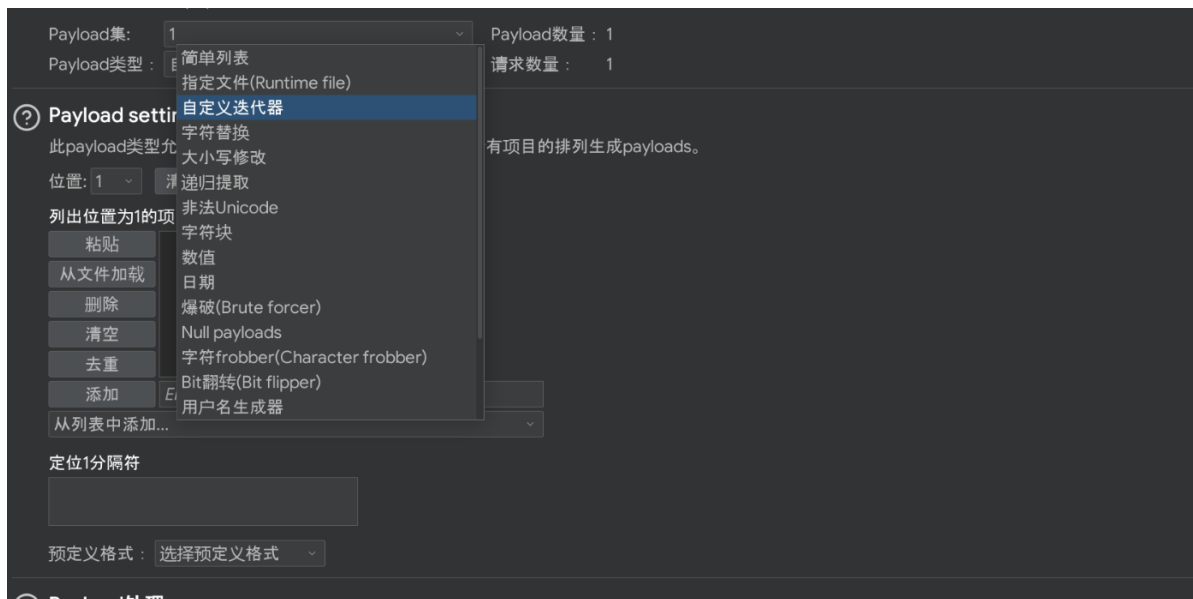 Payload集: 1 Payload数量：1
Payload类型： 请求数量： 1
简单列表
指定文件(Runtime file)
自定义迭代器
字符替换
大小写修改
递归提取
非法Unicode
字符块
数值
日期
爆破(Brute forcer)
Null payloads
字符frobber(Character frobber)
Bit翻转(Bit flipper)
用户名生成器
Payload settin
此payload类型允 有项目的排列生成payloads。
位置: 1
列出位置为1的项
粘贴
从文件加载
删除
清空
去重
添加
从列表中添加...
定位1分隔符
预定义格式： 选择预定义格式